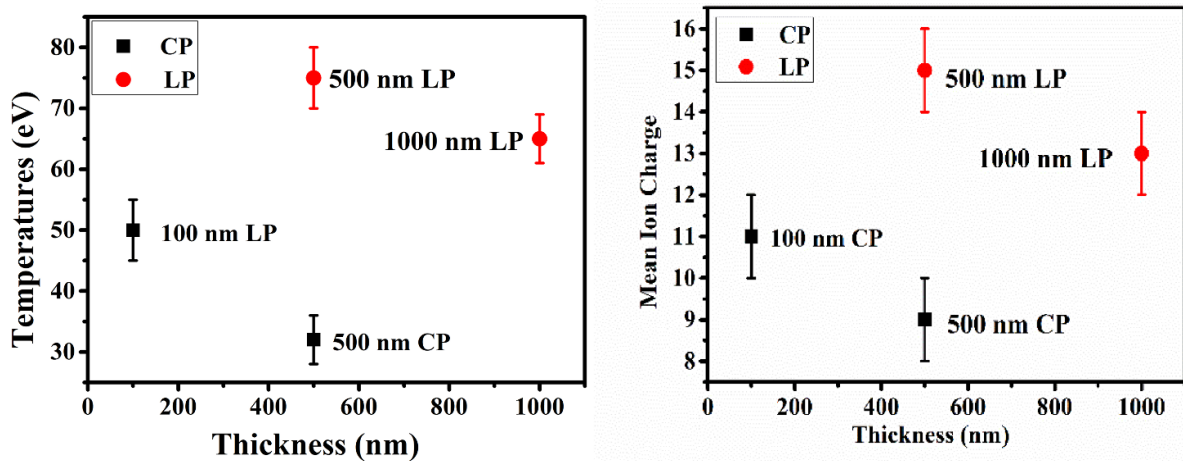 CP
LP
80
70
60
50
40
30
Temperatures (eV)
500 nm LP
1000 nm LP
100 nm LP
500 nm CP
0 200 400 600 800 1000
Thickness (nm)
CP
LP
16
15
14
13
12
11
10
9
8
Mean Ion Charge
500 nm LP
1000 nm LP
100 nm CP
500 nm CP
0 200 400 600 800 1000
Thickness (nm)